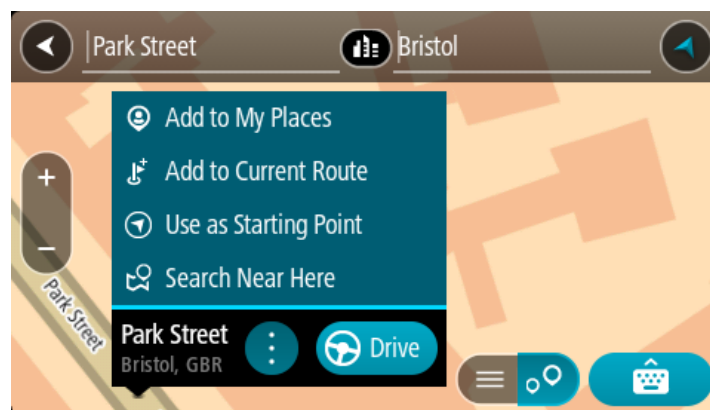 Park Street Bristol
Add to My Places
Add to Current Route
Use as Starting Point
Search Near Here
Park Street
Park Street
Bristol, GBR
Drive